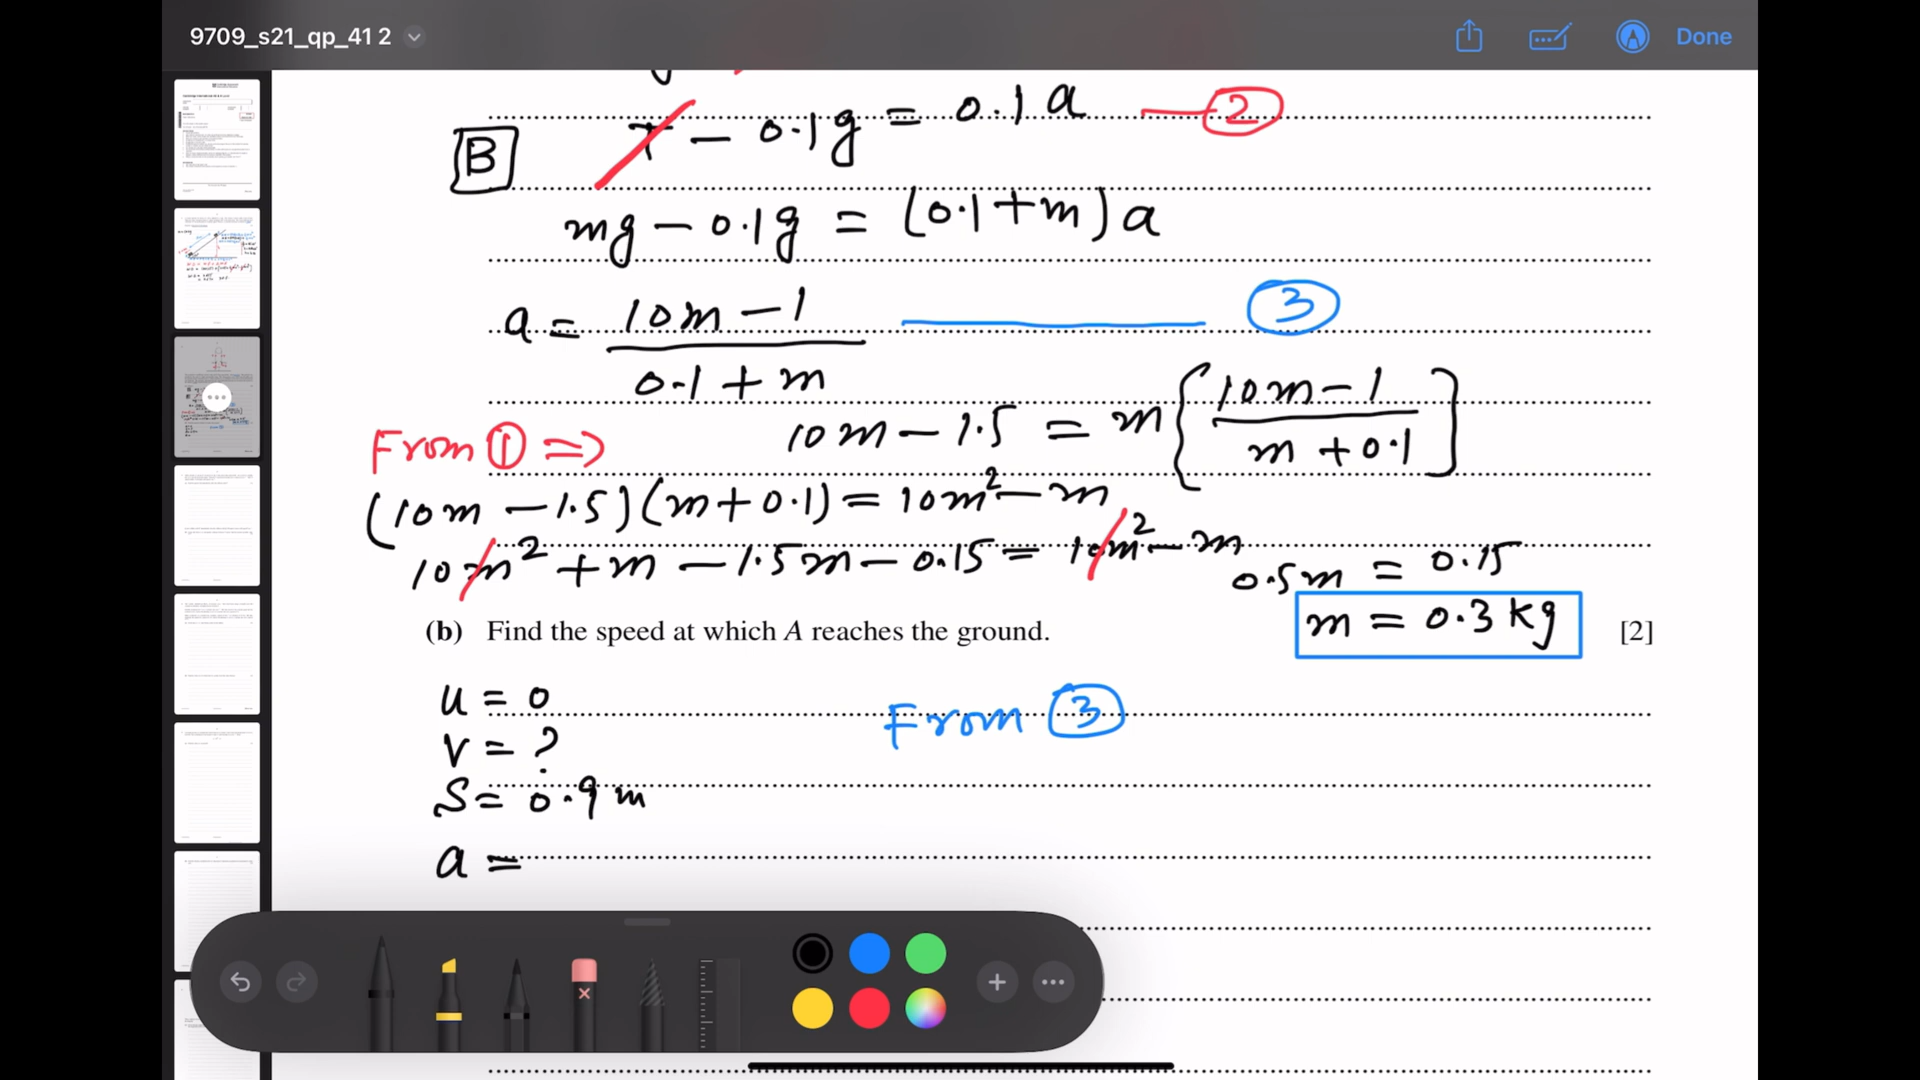 9709_s21_qp_41 2
Done
B T - 0.1g = 0.1a — 2
mg - 0.1g = (0.1+m)a
a = (10m - 1)/(0.1 + m) — 3
From 1 ⇒ 10m - 1.5 = m[(10m - 1)/(m + 0.1)]
(10m - 1.5)(m + 0.1) = 10m² - m
10m² + m - 1.5m - 0.15 = 10m² - m
0.5m = 0.15
m = 0.3 kg
(b) Find the speed at which A reaches the ground. [2]
u = 0
From 3
v = ?
S = 0.9 m
a =